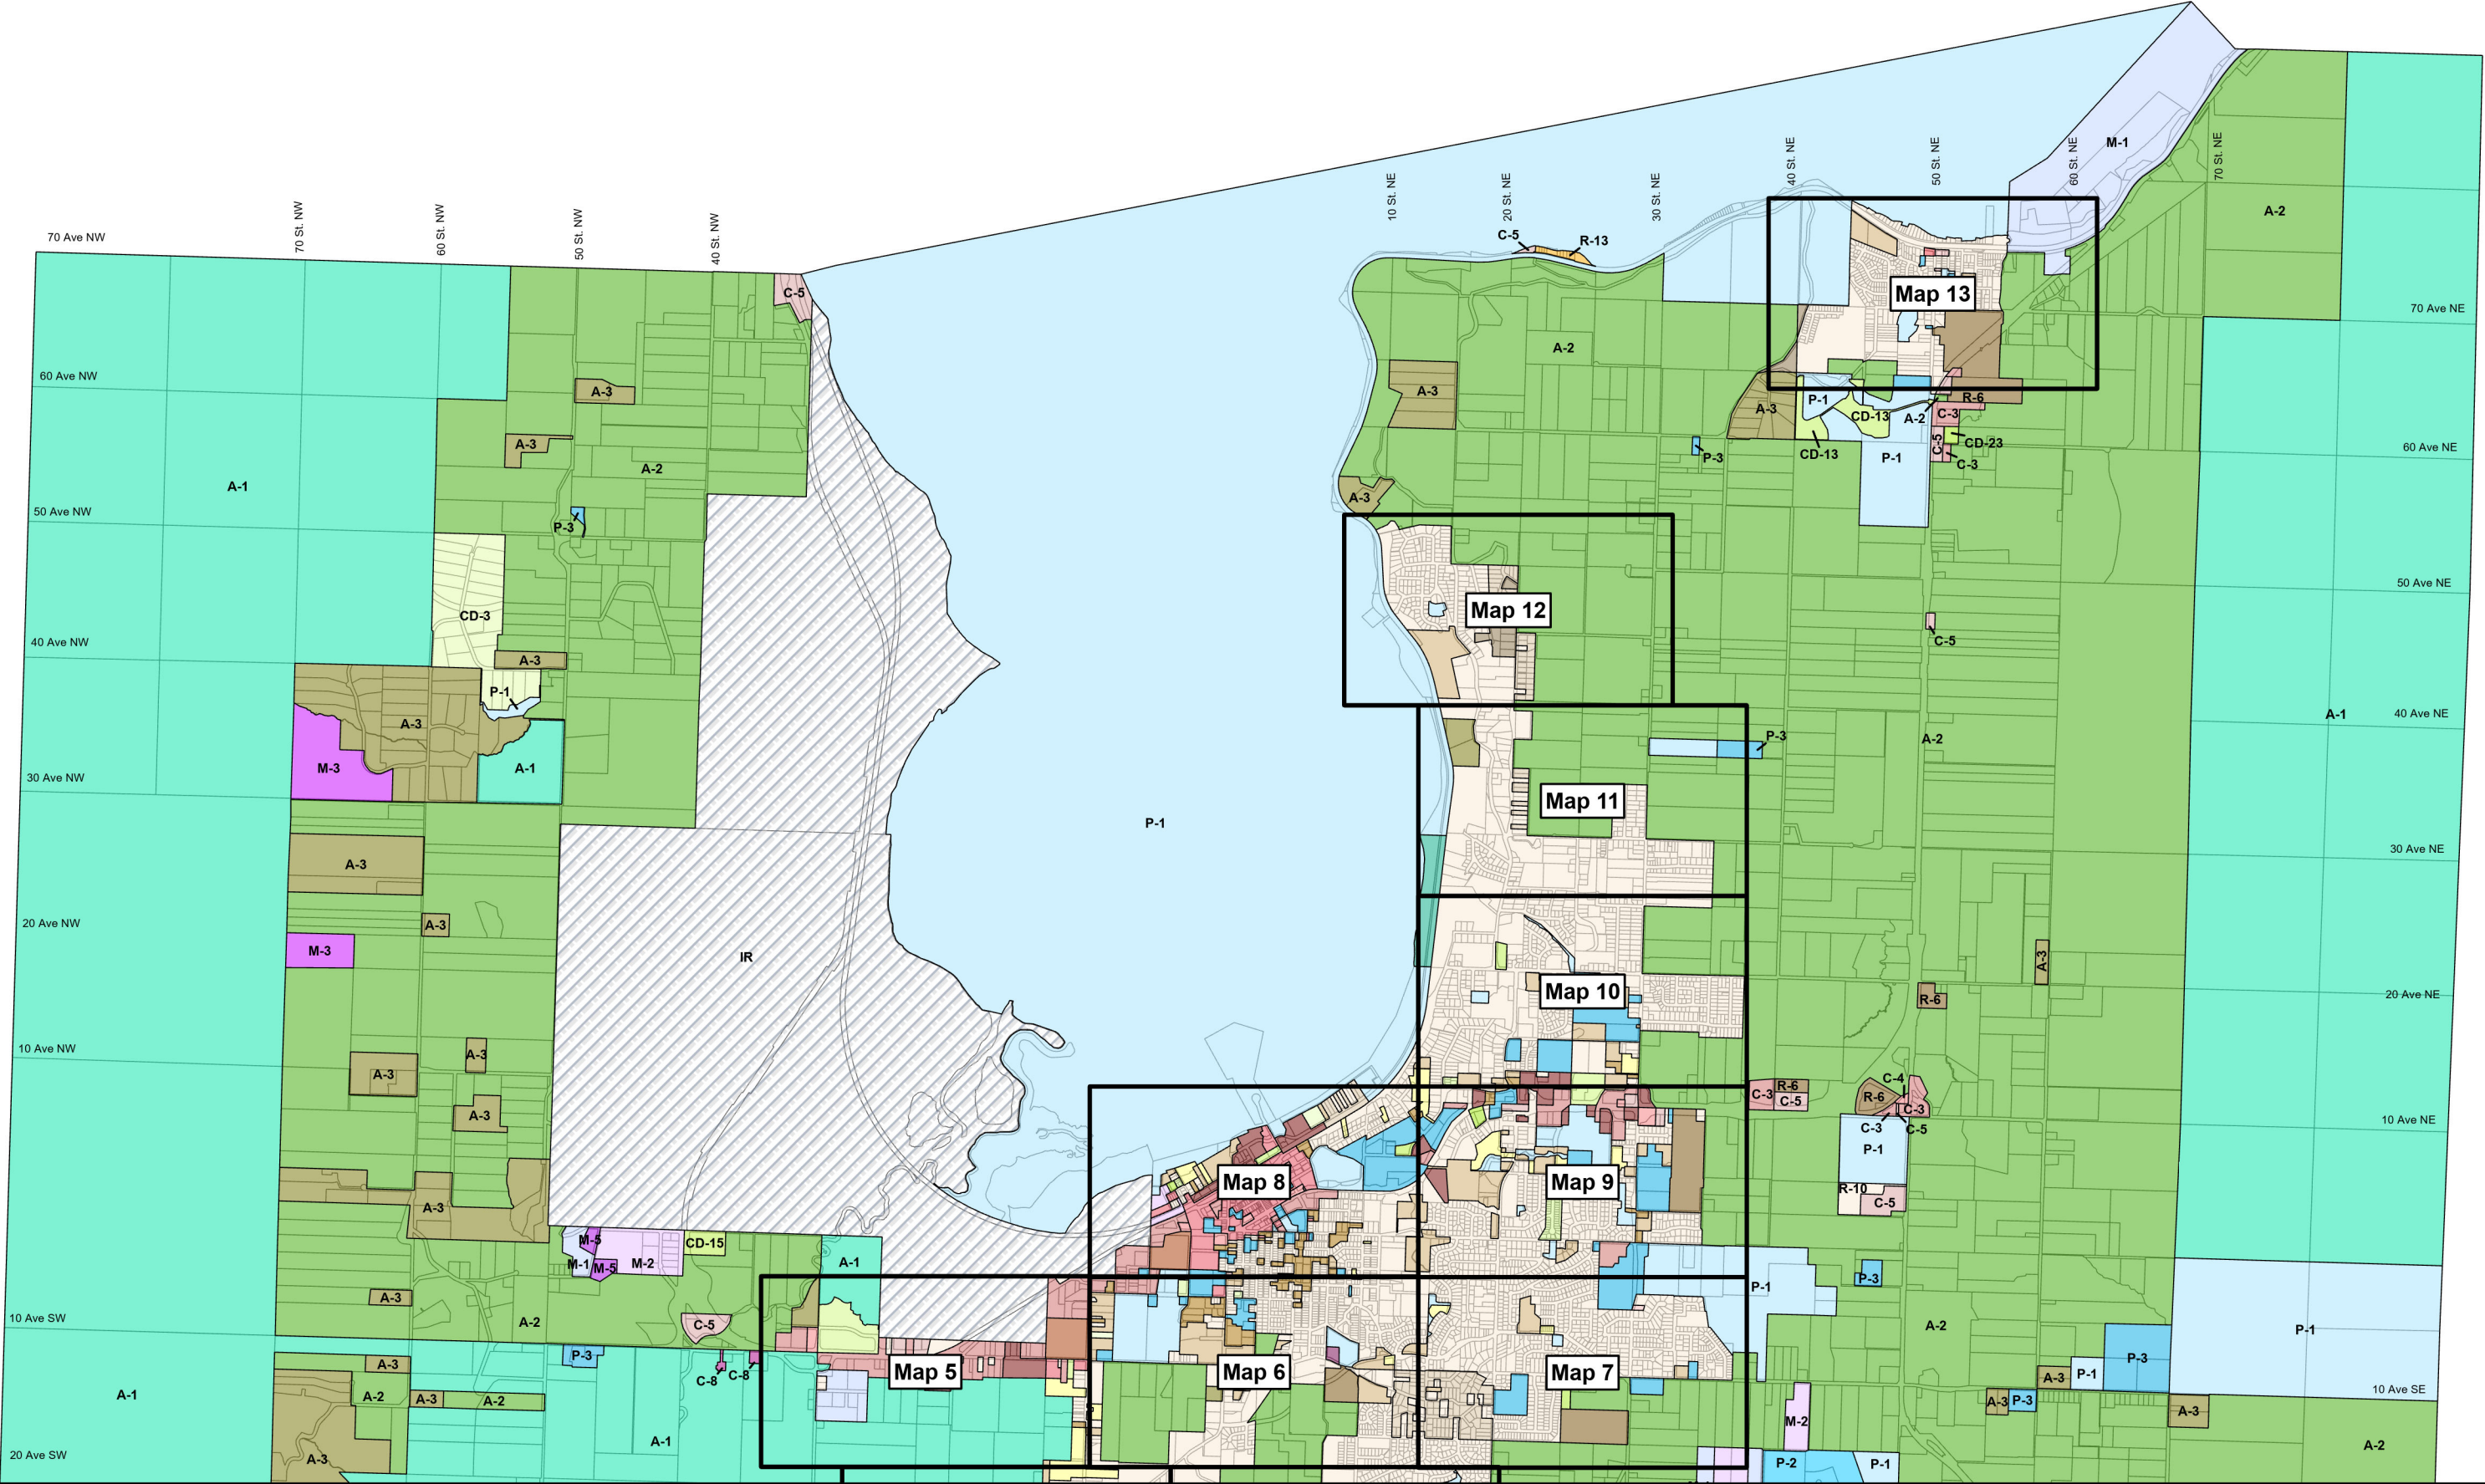 M-1
70 St. NE
60 St. NE
50 St. NE
40 St. NE
30 St. NE
20 St. NE
10 St. NE
A-2
70 Ave NW
70 St. NW
60 St. NW
50 St. NW
40 St. NW
C-5
R-13
C-5
Map 13
70 Ave NE
A-2
60 Ave NW
A-3
A-3
A-3
P-1
CD-13
A-2
R-6
C-3
A-3
A-2
P-3
CD-13
P-1
C-5
CD-23
C-3
60 Ave NE
A-1
A-3
50 Ave NW
P-3
50 Ave NE
CD-3
Map 12
C-5
40 Ave NW
A-3
P-1
A-3
A-1
40 Ave NE
P-3
A-2
M-3
A-1
30 Ave NW
Map 11
P-1
30 Ave NE
A-3
20 Ave NW
A-3
M-3
IR
A-3
Map 10
R-6
20 Ave NE
10 Ave NW
A-3
A-3
A-3
C-3
R-6
C-5
R-6
C-4
C-3
C-3
C-5
10 Ave NE
P-1
Map 8
Map 9
R-10
C-5
A-3
M-5
CD-15
M-1
M-5
M-2
A-1
P-3
P-1
A-3
10 Ave SW
A-2
C-5
A-2
P-1
A-3
P-3
C-8
C-8
Map 5
Map 6
Map 7
P-3
A-3
P-1
10 Ave SE
A-1
A-2
A-3
A-2
A-3
P-3
A-3
M-2
20 Ave SW
A-3
A-1
A-2
P-2
P-1